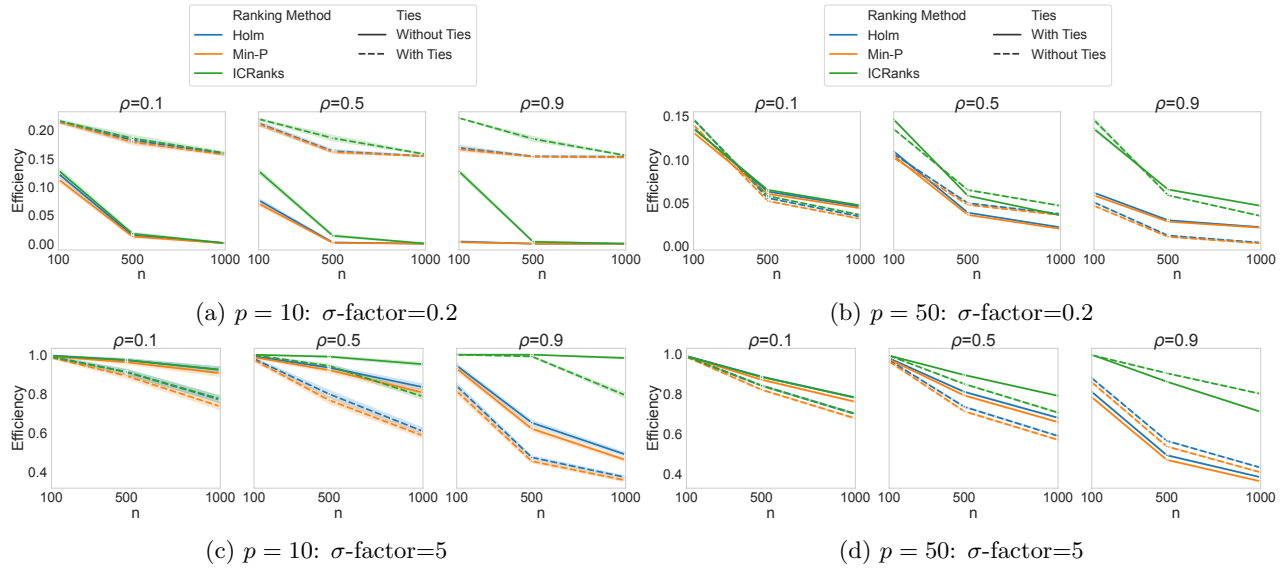 Ranking Method Ties
Holm Without Ties
Min-P With Ties
ICRanks
Ranking Method Ties
Holm With Ties
Min-P Without Ties
ICRanks
ρ=0.1 ρ=0.5 ρ=0.9
Efficiency
0.20
0.15
0.10
0.05
0.00
100 500 1000 100 500 1000 100 500 1000
n n n
(a) p = 10: σ-factor=0.2
ρ=0.1 ρ=0.5 ρ=0.9
Efficiency
0.15
0.10
0.05
0.00
100 500 1000 100 500 1000 100 500 1000
n n n
(b) p = 50: σ-factor=0.2
ρ=0.1 ρ=0.5 ρ=0.9
Efficiency
1.0
0.8
0.6
0.4
100 500 1000 100 500 1000 100 500 1000
n n n
(c) p = 10: σ-factor=5
ρ=0.1 ρ=0.5 ρ=0.9
Efficiency
1.0
0.8
0.6
0.4
100 500 1000 100 500 1000 100 500 1000
n n n
(d) p = 50: σ-factor=5